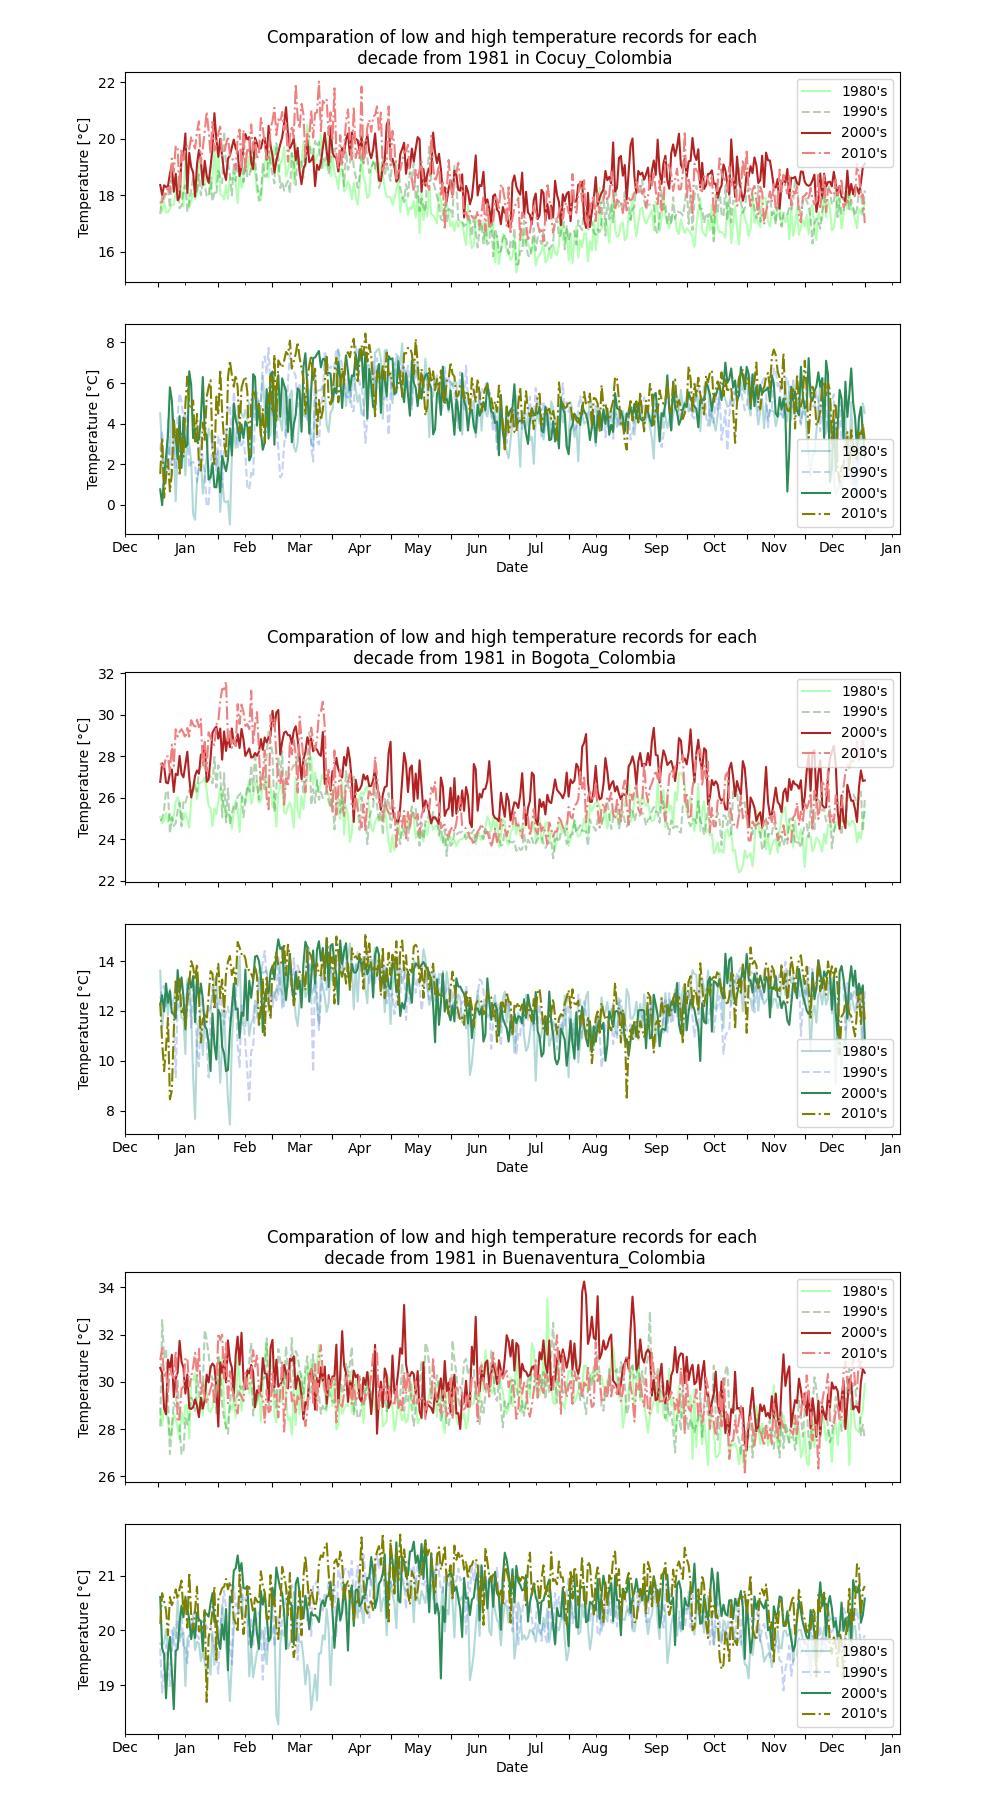 Comparation of low and high temperature records for each
decade from 1981 in Cocuy_Colombia
Temperature [°C]
22
20
18
16
1980's
1990's
2000's
2010's
Temperature [°C]
8
6
4
2
0
1980's
1990's
2000's
2010's
Dec Jan Feb Mar Apr May Jun Jul Aug Sep Oct Nov Dec Jan
Date
Comparation of low and high temperature records for each
decade from 1981 in Bogota_Colombia
Temperature [°C]
32
30
28
26
24
22
1980's
1990's
2000's
2010's
Temperature [°C]
14
12
10
8
1980's
1990's
2000's
2010's
Dec Jan Feb Mar Apr May Jun Jul Aug Sep Oct Nov Dec Jan
Date
Comparation of low and high temperature records for each
decade from 1981 in Buenaventura_Colombia
Temperature [°C]
34
32
30
28
26
1980's
1990's
2000's
2010's
Temperature [°C]
21
20
19
1980's
1990's
2000's
2010's
Dec Jan Feb Mar Apr May Jun Jul Aug Sep Oct Nov Dec Jan
Date